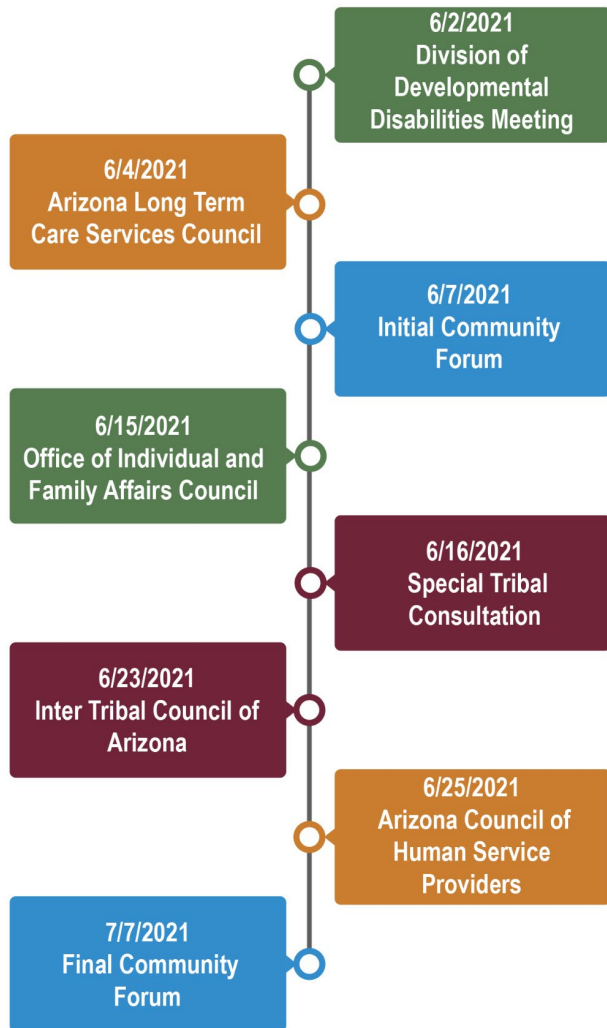 6/2/2021
Division of
Developmental
Disabilities Meeting
6/4/2021
Arizona Long Term
Care Services Council
6/7/2021
Initial Community
Forum
6/15/2021
Office of Individual and
Family Affairs Council
6/16/2021
Special Tribal
Consultation
6/23/2021
Inter Tribal Council of
Arizona
6/25/2021
Arizona Council of
Human Service
Providers
7/7/2021
Final Community
Forum